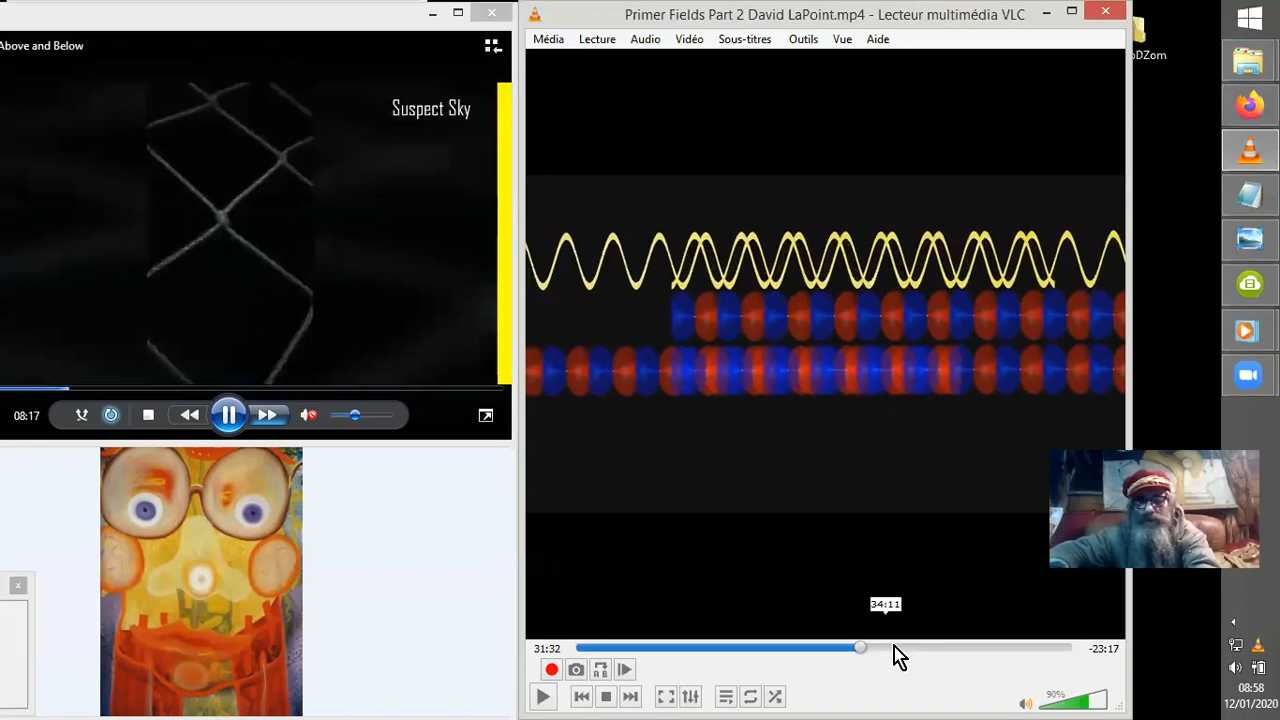 Above and Below
Suspect Sky
08:17
Primer Fields Part 2 David LaPoint.mp4 - Lecteur multimédia VLC
Média Lecture Audio Vidéo Sous-titres Outils Vue Aide
34:11
31:32
-23:17
90%
08:58
12/01/2020